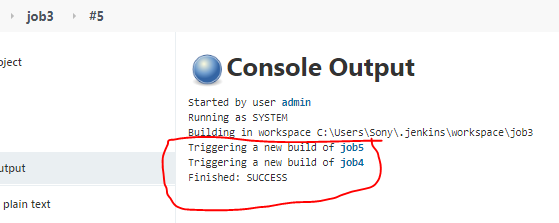 job3 #5
oject
Console Output
Started by user admin
Running as SYSTEM
Building in workspace C:\Users\Sony\.jenkins\workspace\job3
Triggering a new build of job5
Triggering a new build of job4
Finished: SUCCESS
utput
plain text